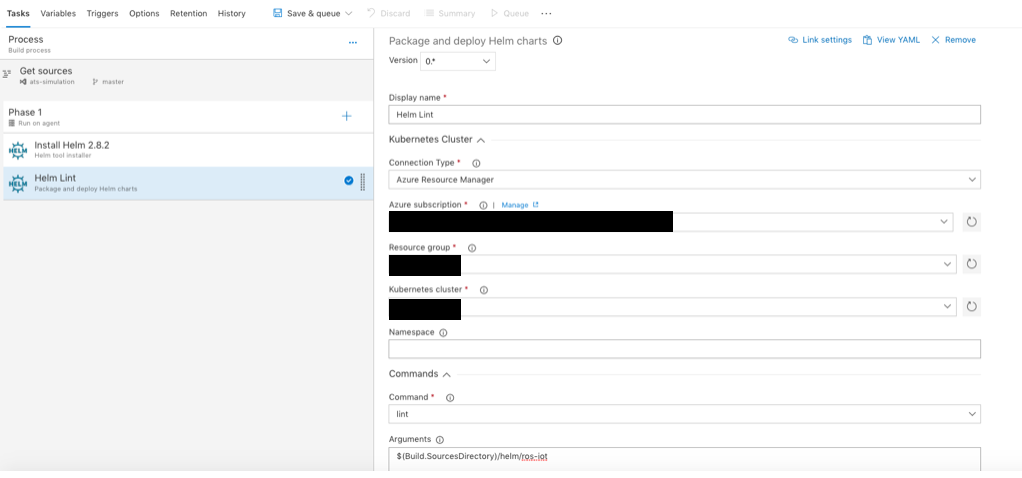 Tasks Variables Triggers Options Retention History Save & queue Discard Summary Queue ...
Process
Build process
...
Get sources
ats-simulation master
Phase 1
Run on agent
HELM
Install Helm 2.8.2
Helm tool installer
HELM
Helm Lint
Package and deploy Helm charts
Package and deploy Helm charts
Link settings View YAML Remove
Version 0.*
Display name *
Helm Lint
Kubernetes Cluster
Connection Type *
Azure Resource Manager
Azure subscription * | Manage
Resource group *
Kubernetes cluster *
Namespace
Commands
Command *
lint
Arguments
$(Build.SourcesDirectory)/helm/ros-iot